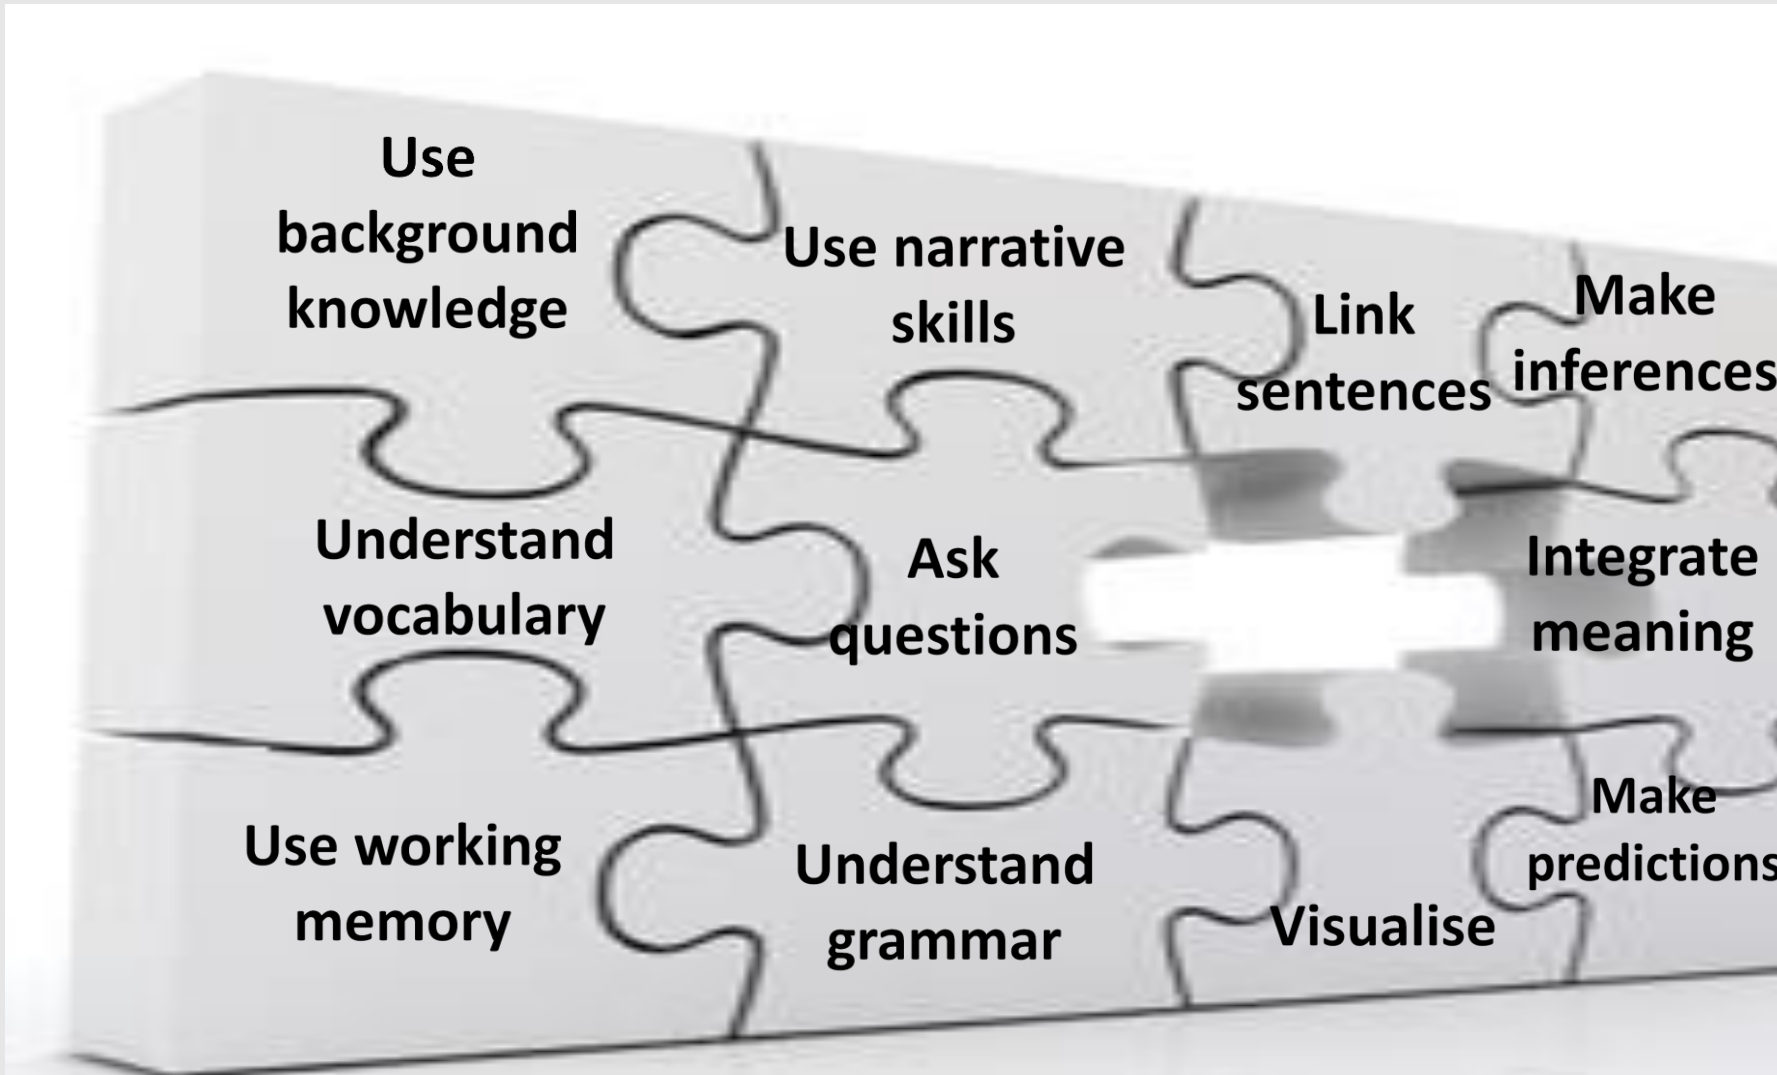 Use
background
knowledge
Use narrative
skills
Link
sentences
Make
inferences
Understand
vocabulary
Ask
questions
Integrate
meaning
Use working
memory
Understand
grammar
Visualise
Make
predictions